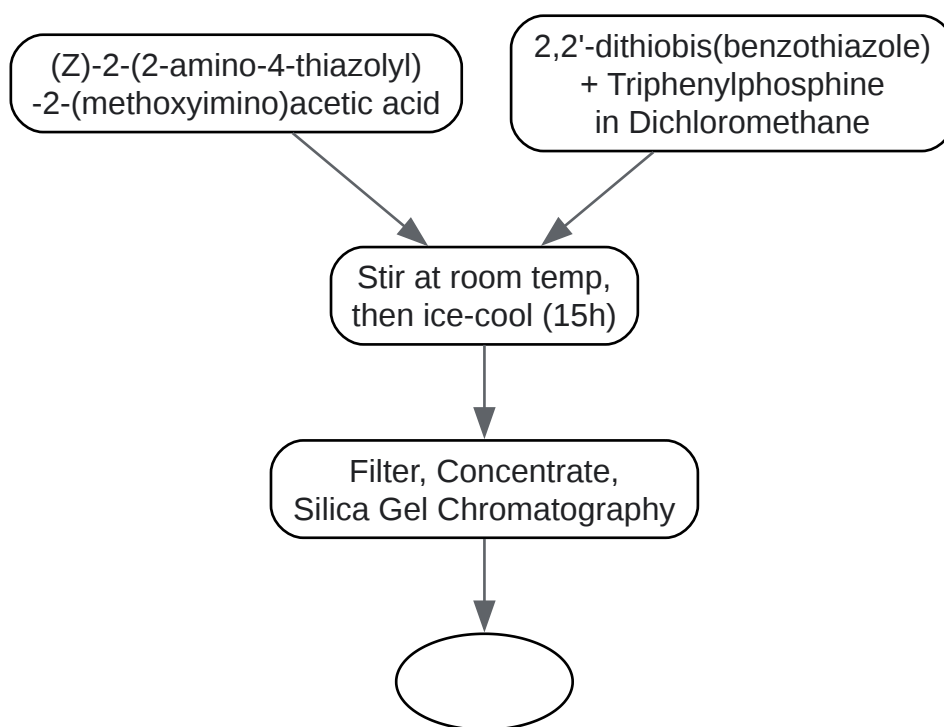 (Z)-2-(2-amino-4-thiazolyl)
-2-(methoxyimino)acetic acid
2,2'-dithiobis(benzothiazole)
+ Triphenylphosphine
in Dichloromethane
Stir at room temp,
then ice-cool (15h)
Filter, Concentrate,
Silica Gel Chromatography